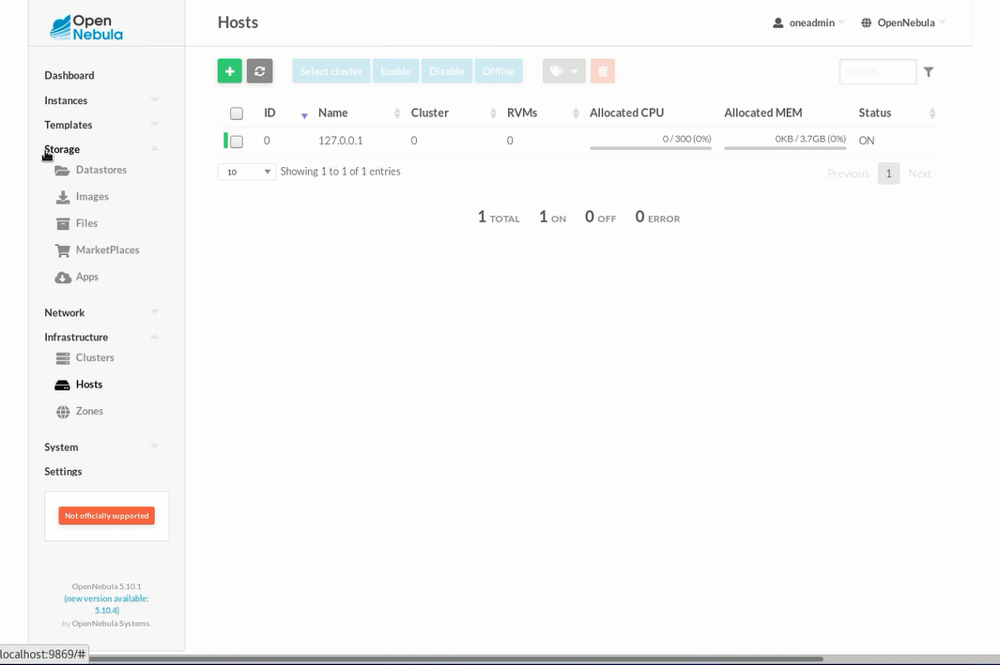 Open
Nebula
Hosts
oneadmin
OpenNebula
Dashboard
Instances
Templates
Storage
Datastores
Images
Files
MarketPlaces
Apps
Network
Infrastructure
Clusters
Hosts
Zones
System
Settings
Not officially supported
OpenNebula 5.10.1
(new version available:
5.10.4)
by OpenNebula Systems.
Select cluster Enable Disable Offline
Search
ID Name Cluster RVMs Allocated CPU Allocated MEM Status
0 127.0.0.1 0 0 0 / 300 (0%) 0KB / 3.7GB (0%) ON
10 Showing 1 to 1 of 1 entries
Previous 1 Next
1 TOTAL 1 ON 0 OFF 0 ERROR
localhost:9869/#